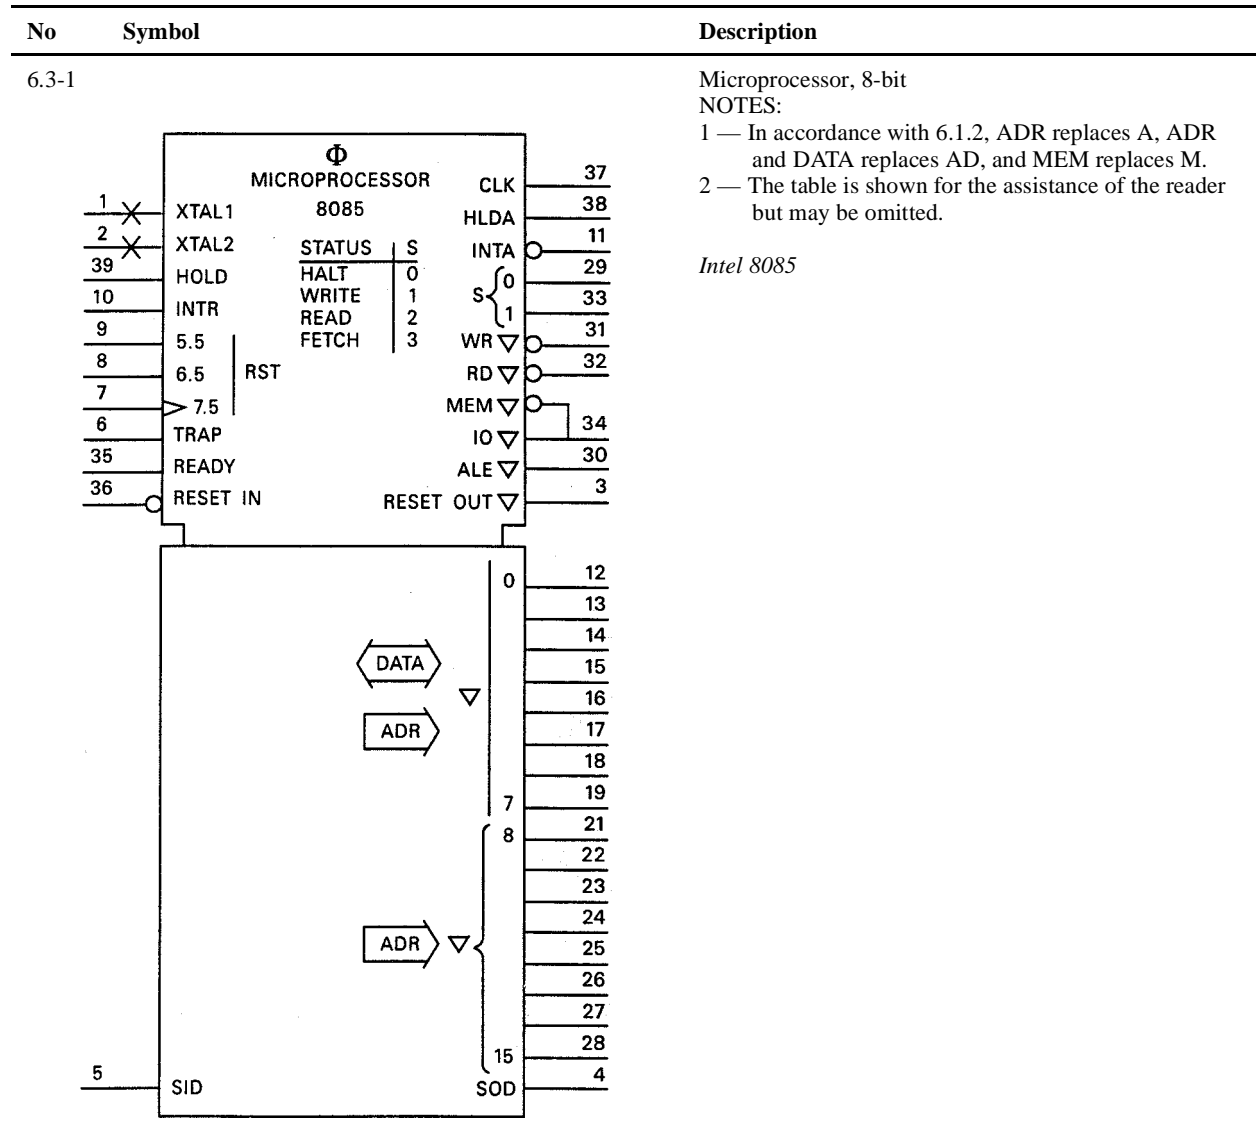 No Symbol Description
6.3-1
Microprocessor, 8-bit
NOTES:
1 — In accordance with 6.1.2, ADR replaces A, ADR
and DATA replaces AD, and MEM replaces M.
2 — The table is shown for the assistance of the reader
but may be omitted.
Intel 8085
Φ
MICROPROCESSOR
8085
STATUS S
HALT 0
WRITE 1
READ 2
FETCH 3
1 XTAL1
2 XTAL2
39 HOLD
10 INTR
9 5.5
8 6.5 RST
7 7.5
6 TRAP
35 READY
36 RESET IN
CLK 37
HLDA 38
INTA 11
S 0 29
1 33
WR 31
RD 32
MEM
IO 34
ALE 30
RESET OUT 3
0 12
13
14
DATA 15
16
ADR 17
18
7 19
8 21
22
23
24
ADR 25
26
27
15 28
5 SID SOD 4